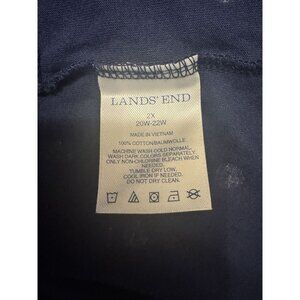 LANDS' END
2X
20W-22W
MADE IN VIETNAM
100% COTTON/BAUMWOLLE
MACHINE WASH COLD NORMAL.
WASH DARK COLORS SEPARATELY.
ONLY NON-CHLORINE BLEACH WHEN
NEEDED.
TUMBLE DRY LOW.
COOL IRON IF NEEDED.
DO NOT DRY CLEAN.